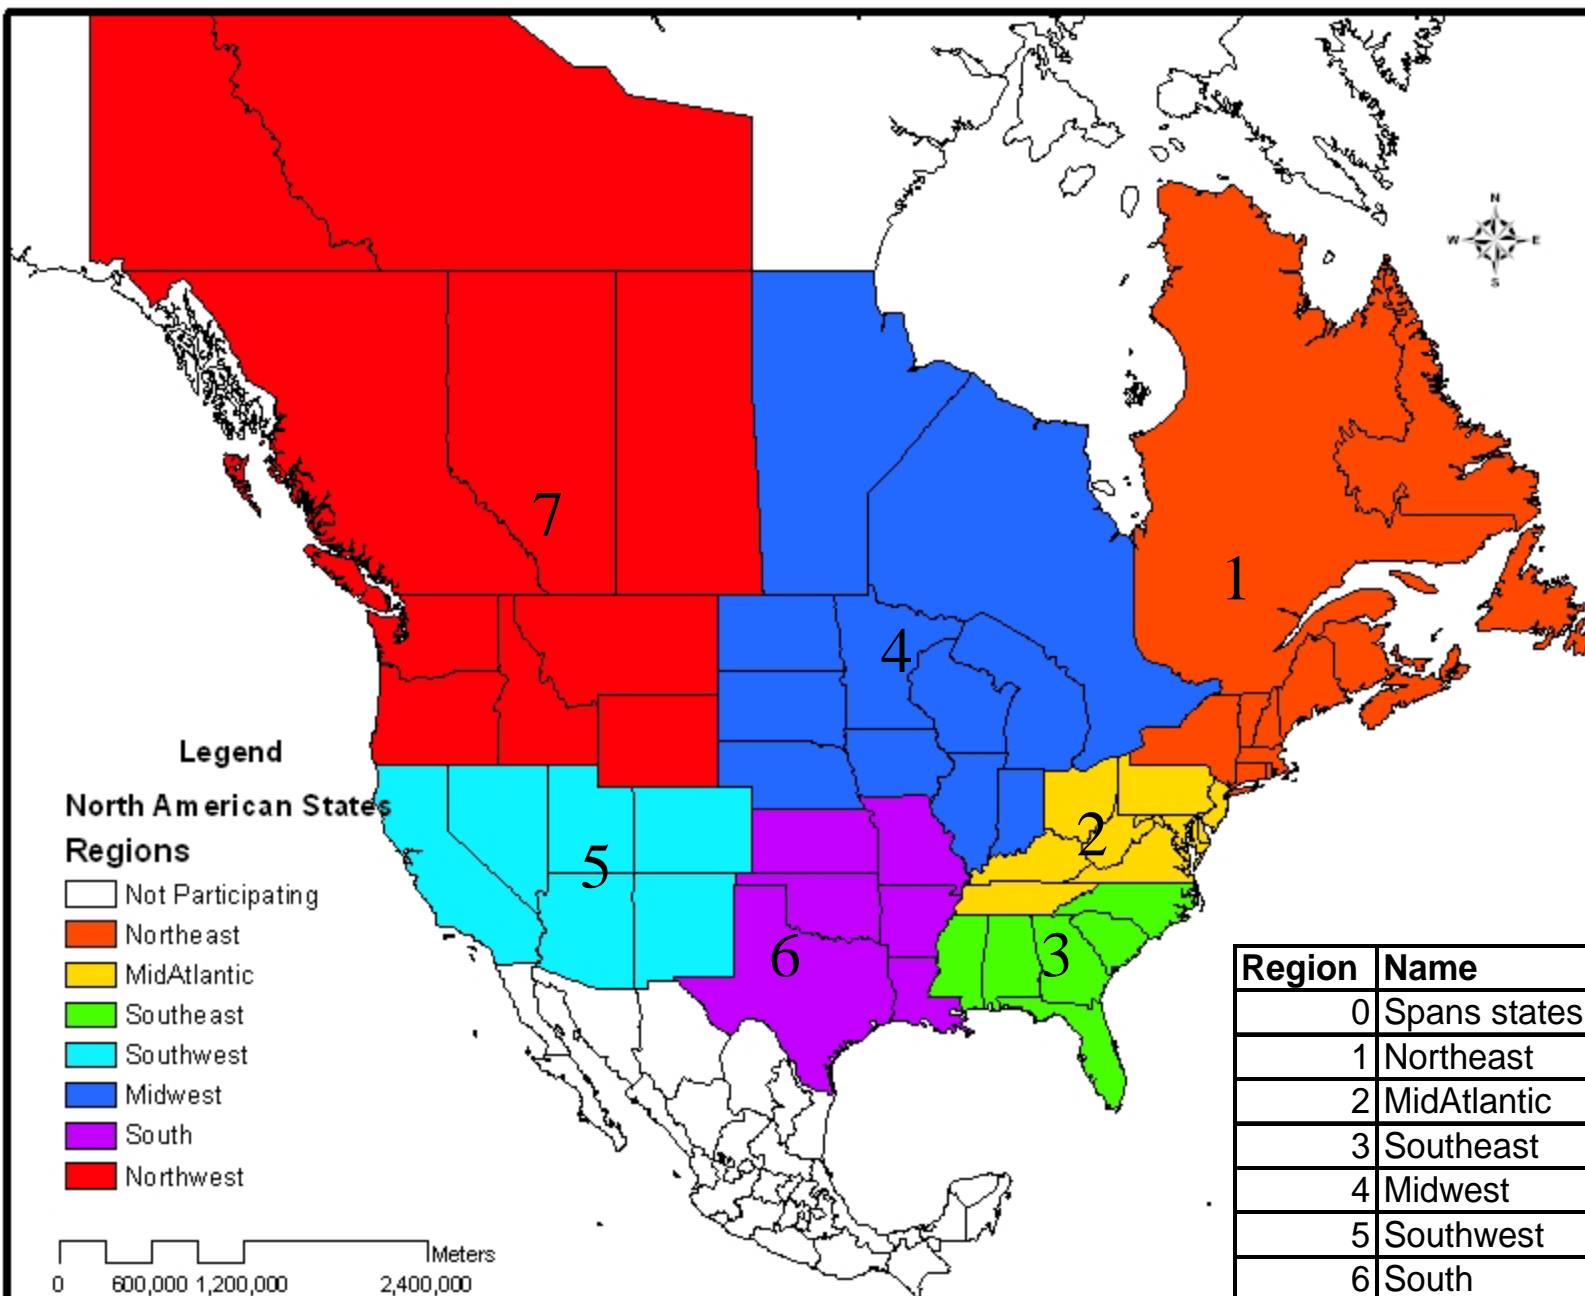 N
W E
S
7
1
4
2
5
3
6
Legend
North American States
Regions
Not Participating
Northeast
MidAtlantic
Southeast
Southwest
Midwest
South
Northwest
Meters
0 600,000 1,200,000 2,400,000
Region Name
0 Spans states
1 Northeast
2 MidAtlantic
3 Southeast
4 Midwest
5 Southwest
6 South